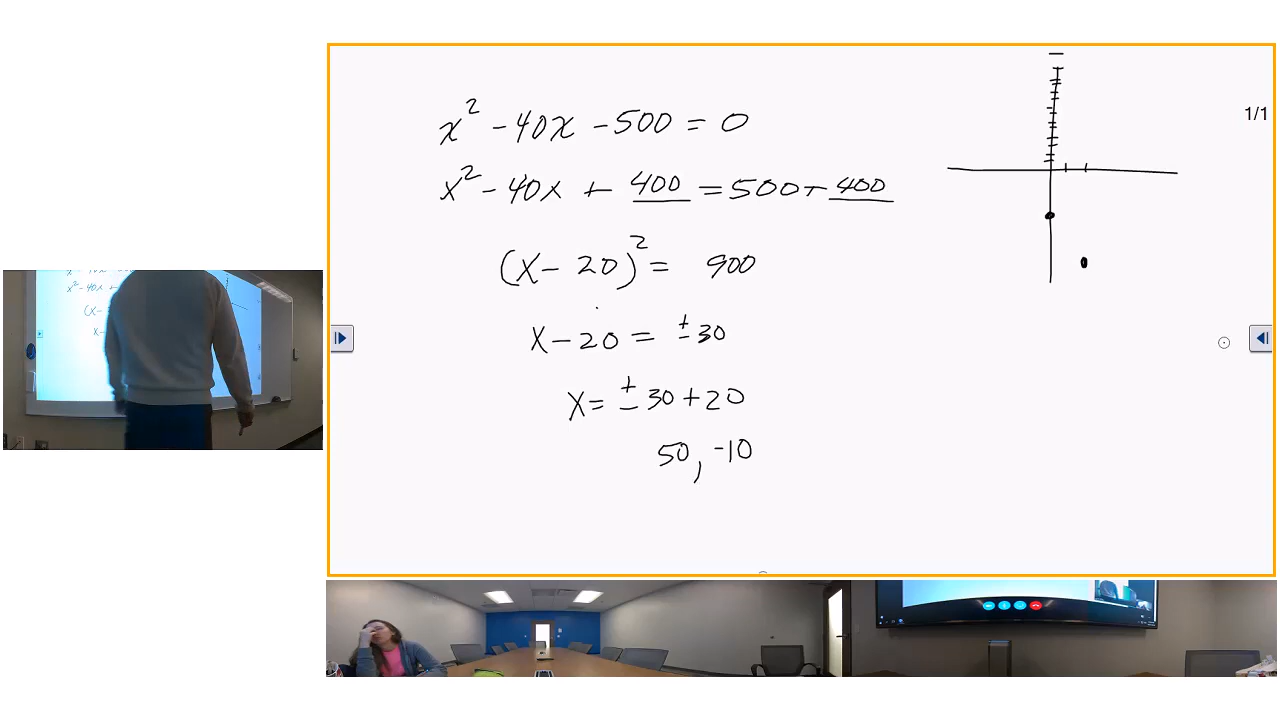 x² - 40x - 500 = 0
1/1
x² - 40x + 400 = 500 + 400
(x - 20)² = 900
x - 20 = ± 30
x = ± 30 + 20
50, -10